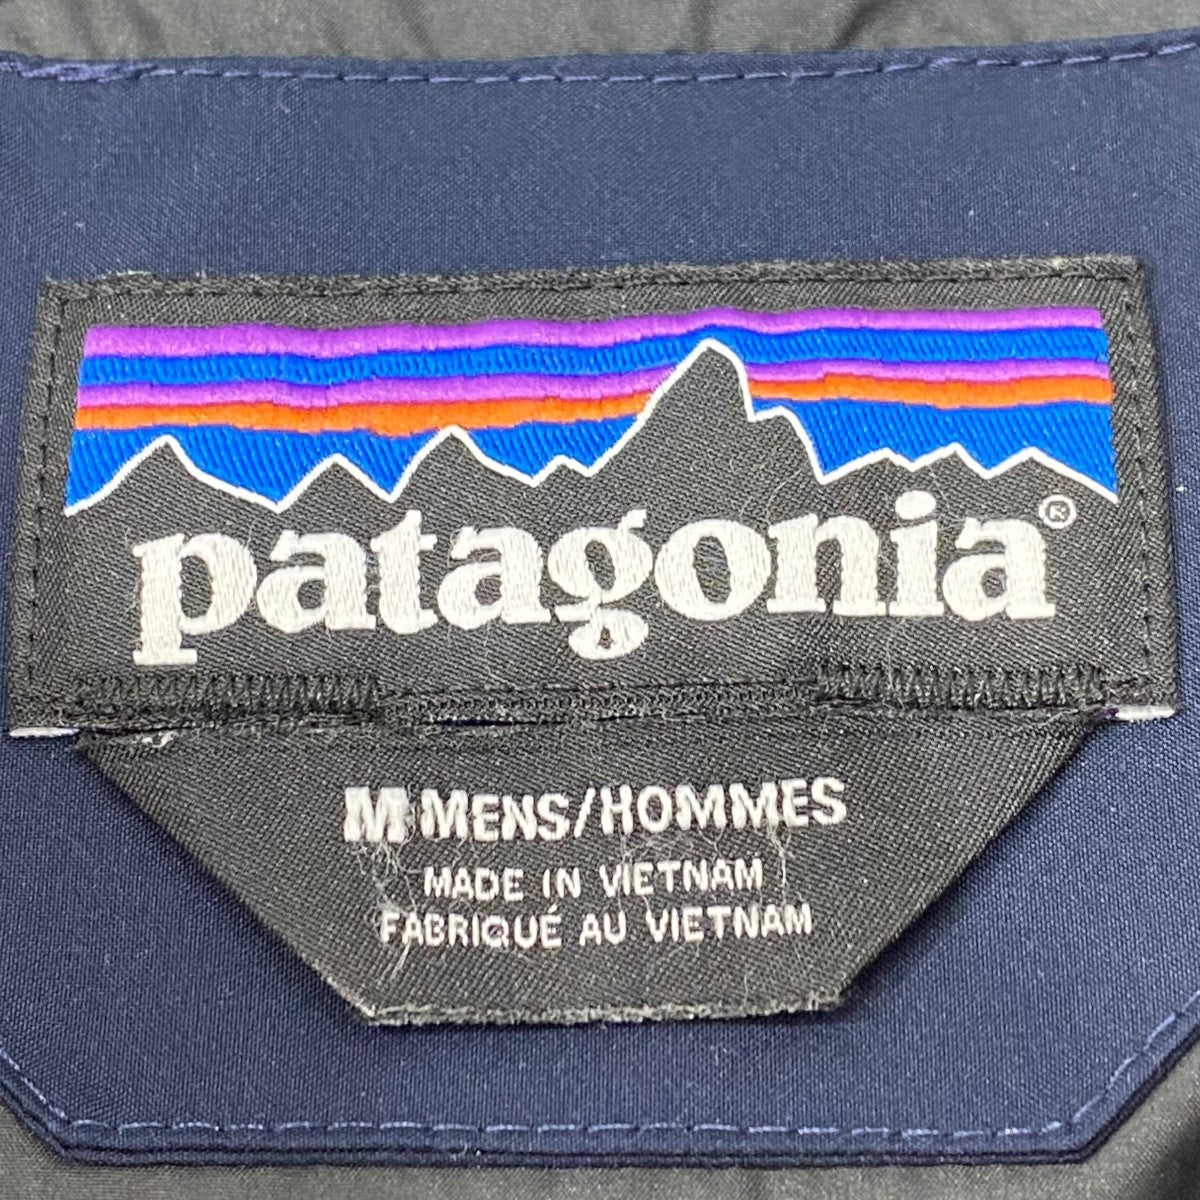 patagonia®
M MENS/HOMMES
MADE IN VIETNAM
FABRIQUÉ AU VIETNAM